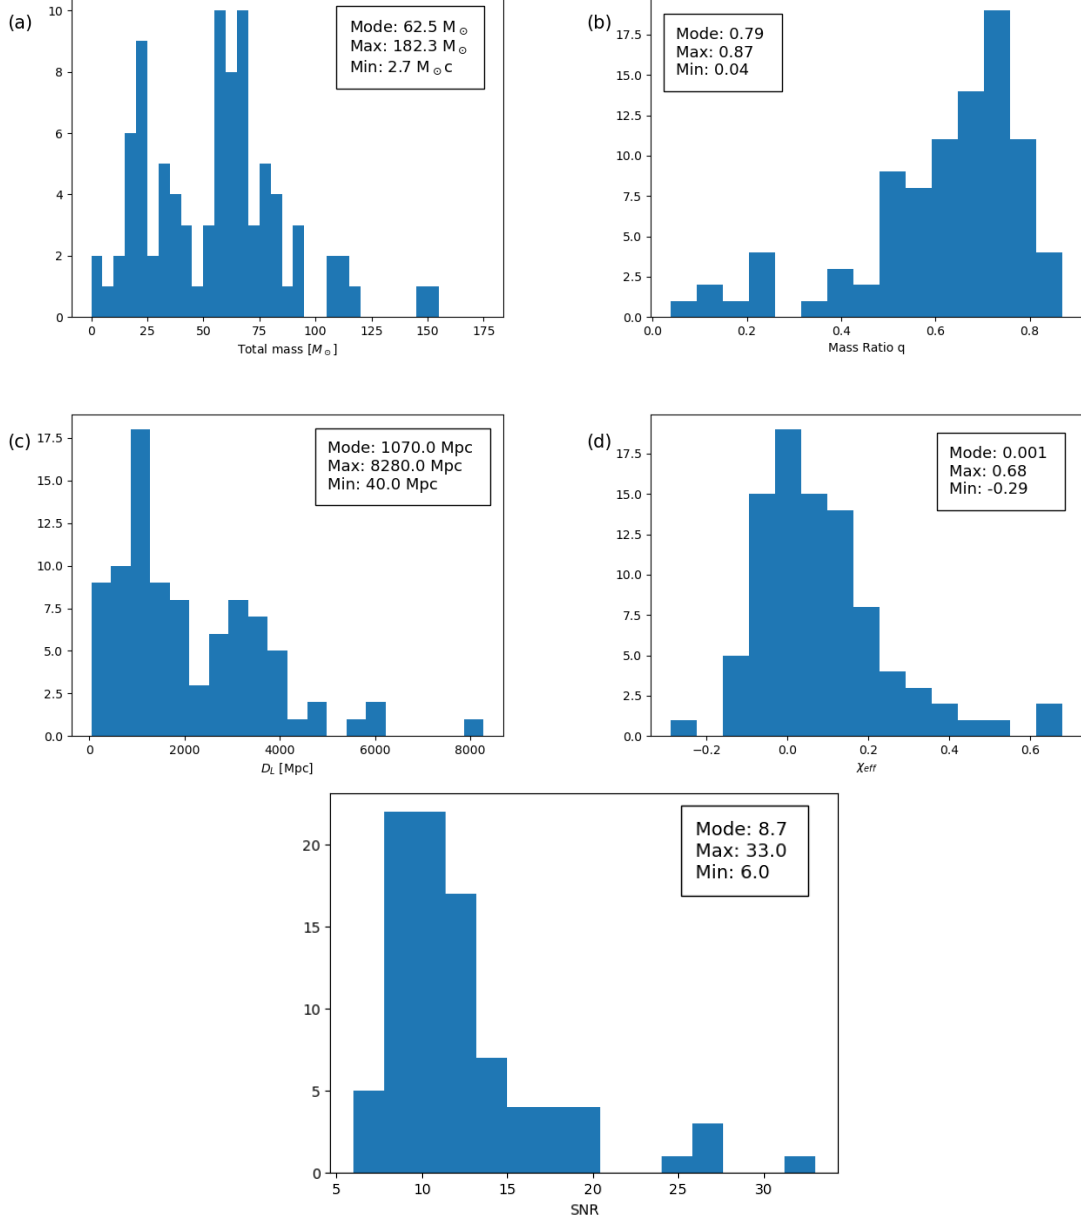 (a)
10
8
6
4
2
0
Mode: 62.5 M⊙
Max: 182.3 M⊙
Min: 2.7 M⊙c
0 25 50 75 100 125 150 175
Total mass [M⊙]
(b)
17.5
15.0
12.5
10.0
7.5
5.0
2.5
0.0
Mode: 0.79
Max: 0.87
Min: 0.04
0.0 0.2 0.4 0.6 0.8
Mass Ratio q
(c)
17.5
15.0
12.5
10.0
7.5
5.0
2.5
0.0
Mode: 1070.0 Mpc
Max: 8280.0 Mpc
Min: 40.0 Mpc
0 2000 4000 6000 8000
D_L [Mpc]
(d)
17.5
15.0
12.5
10.0
7.5
5.0
2.5
0.0
Mode: 0.001
Max: 0.68
Min: -0.29
−0.2 0.0 0.2 0.4 0.6
χ_eff
20
15
10
5
0
Mode: 8.7
Max: 33.0
Min: 6.0
5 10 15 20 25 30
SNR